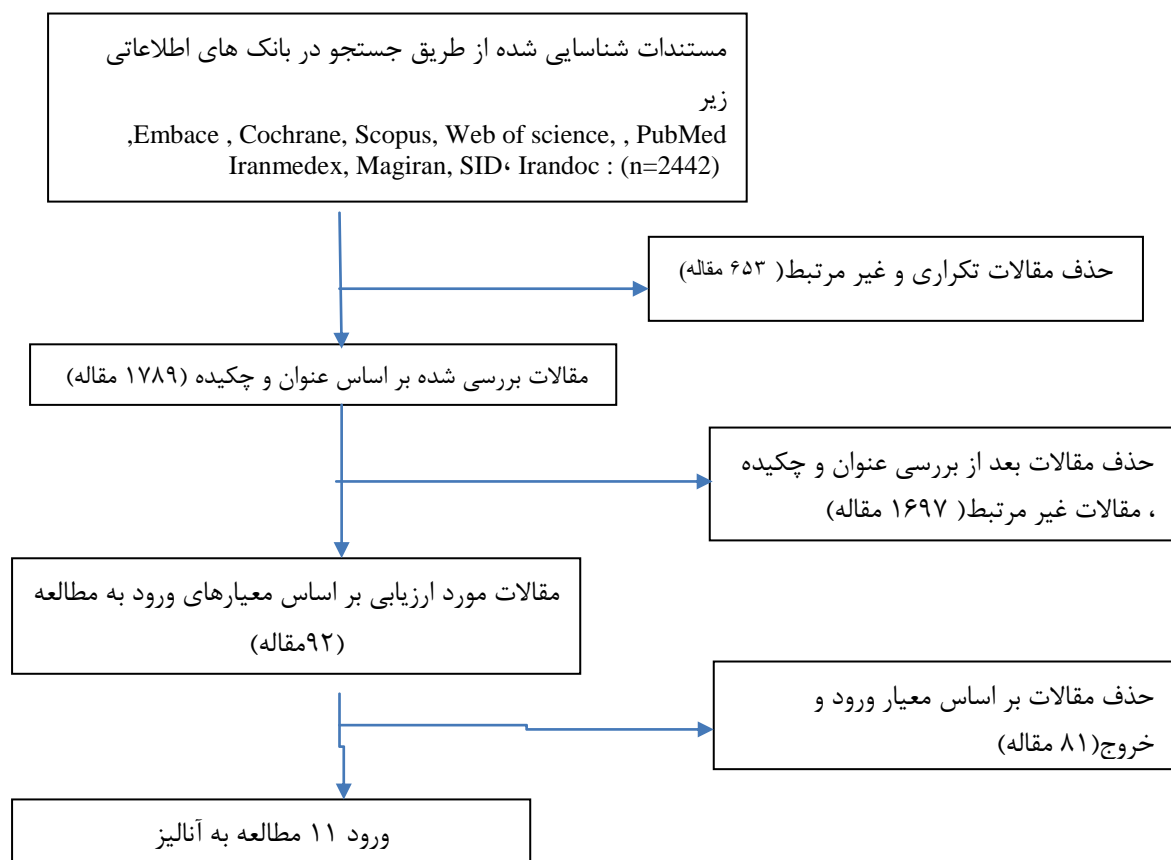 مستندات شناسایی شده از طریق جستجو در بانک های اطلاعاتی
زیر
,Embace , Cochrane, Scopus, Web of science, , PubMed
Iranmedex, Magiran, SID، Irandoc : (n=2442)
حذف مقالات تکراری و غیر مرتبط( ۶۵۳ مقاله)
مقالات بررسی شده بر اساس عنوان و چکیده (۱۷۸۹ مقاله)
حذف مقالات بعد از بررسی عنوان و چکیده
، مقالات غیر مرتبط( ۱۶۹۷ مقاله)
مقالات مورد ارزیابی بر اساس معیارهای ورود به مطالعه
(۹۲مقاله)
حذف مقالات بر اساس معیار ورود و
خروج(۸۱ مقاله)
ورود ۱۱ مطالعه به آنالیز